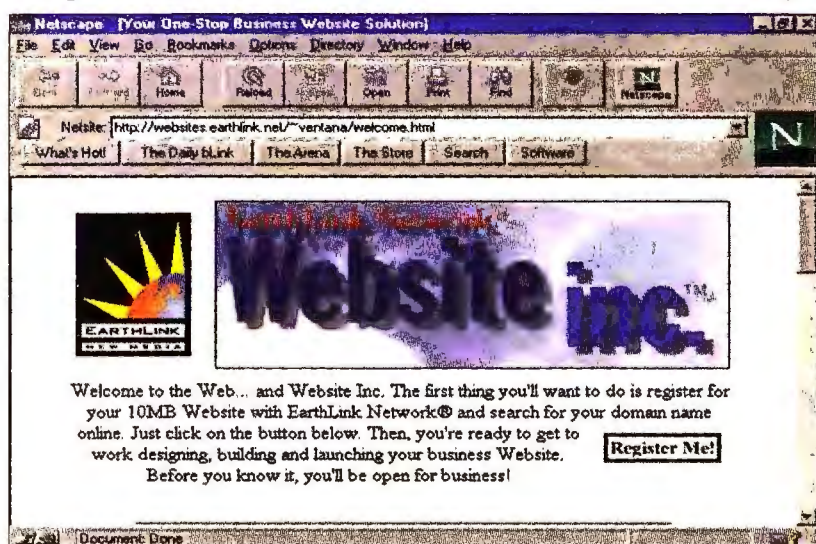 Netscape [Your One-Stop Business Website Solution]
File Edit View Go Bookmarks Options Directory Window Help
Back Forward Home Reload Open Print Find Netscape
Netsite: http://websites.earthlink.net/~ventana/welcome.html
N
What's Hot! The Daily bLink The Arena The Store Search Software
EARTHLINK
NEW MEDIA
EarthLink Network
Website inc.™
Welcome to the Web... and Website Inc. The first thing you'll want to do is register for
your 10MB Website with EarthLink Network® and search for your domain name
online. Just click on the button below. Then, you're ready to get to
work designing, building and launching your business Website.
Before you know it, you'll be open for business!
Register Me!
Document: Done